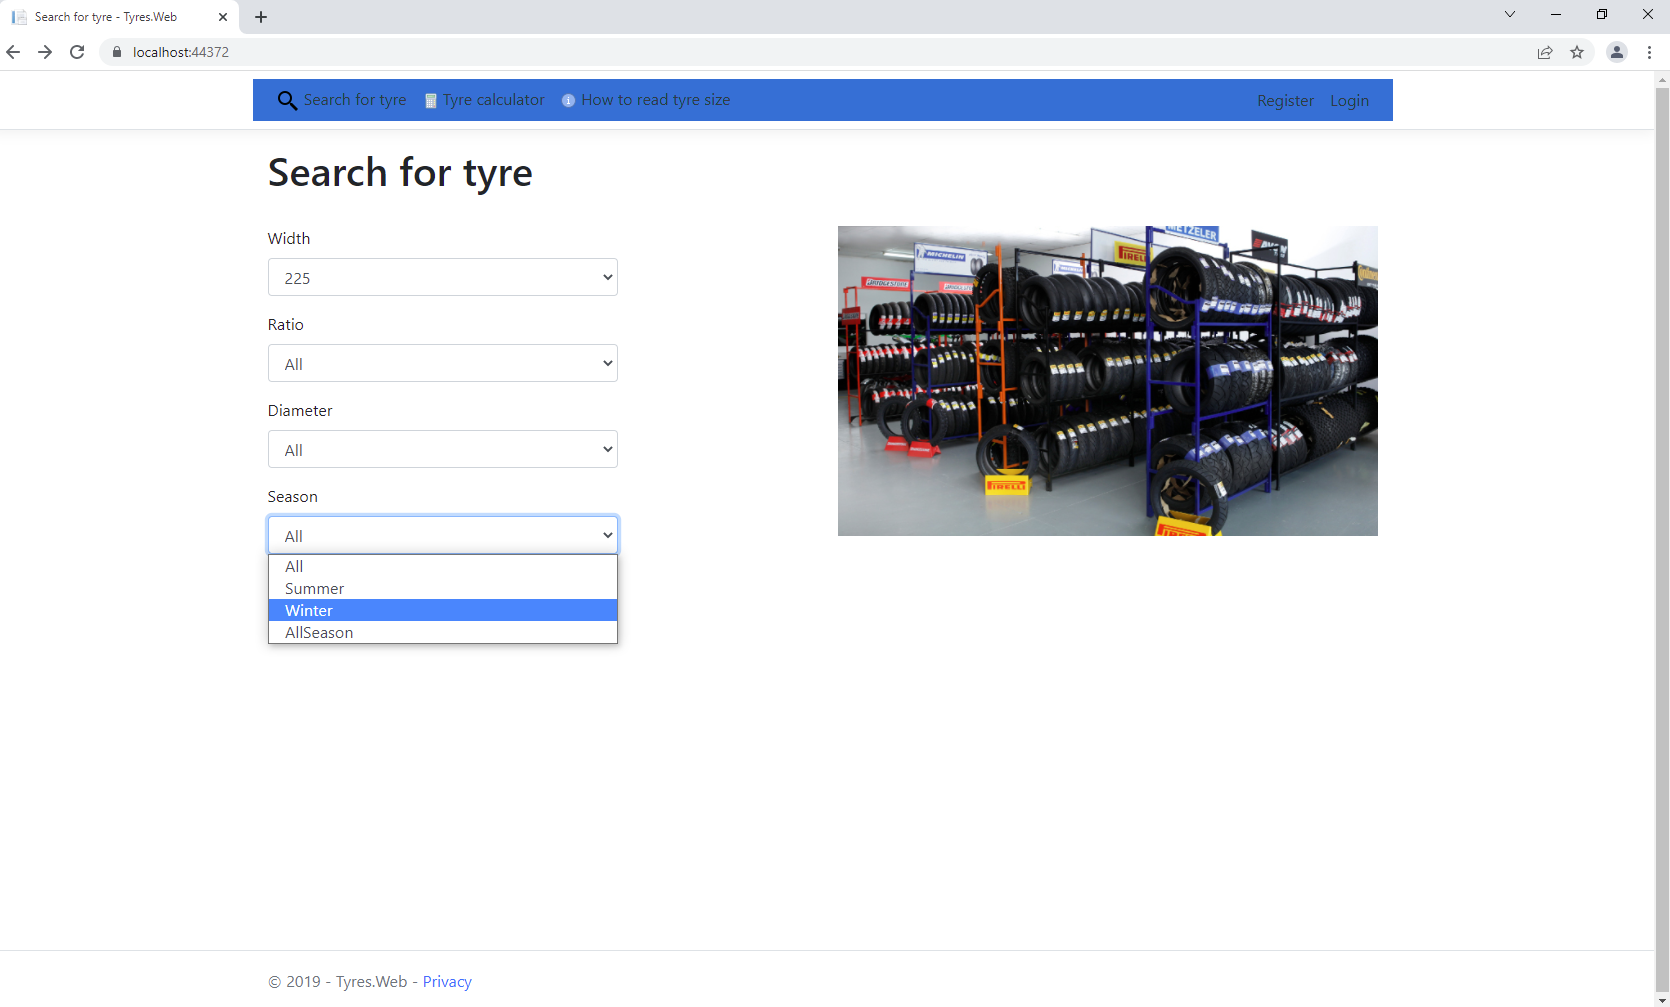 Search for tyre - Tyres.Web
localhost:44372
Search for tyre Tyre calculator How to read tyre size Register Login
Search for tyre
Width
225
Ratio
All
Diameter
All
Season
All
All
Summer
Winter
AllSeason
MICHELIN
METZELER
BRIDGESTONE
PIRELLI
© 2019 - Tyres.Web - Privacy